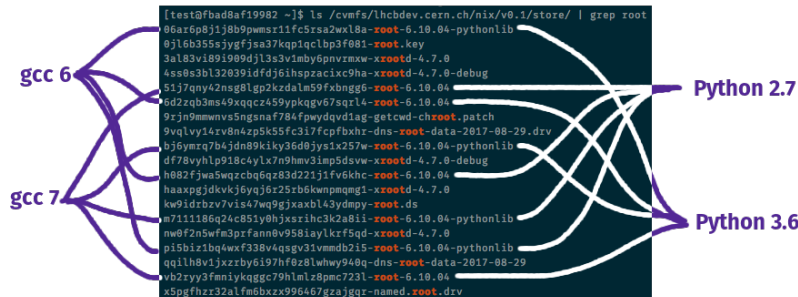 [test@fbad8af19982 ~]$ ls /cvmfs/lhcbdev.cern.ch/nix/v0.1/store/ | grep root
06ar6p8j1j8b9pwmsr11fc5rsa2wxl8a-root-6.10.04-pythonlib
0jl6b355sjygfjsa37kqp1qclbp3f081-root.key
3al83vi89i909djl3s3v1mby6pnvrmxw-xrootd-4.7.0
4ss0s3bl32039idfdj6ihspzacixc9ha-xrootd-4.7.0-debug
51j7qny42nsg8lgp2kzdalm59fxbngg6-root-6.10.04
6d2zqb3ms49xqqcz459ypkqgv67sqrl4-root-6.10.04
9rjn9mmwnvs5ngsnaf784fpwydqvd1ag-getcwd-chroot.patch
9vqlvy14rv8n4zp5k55fc3i7fcpfbxhr-dns-root-data-2017-08-29.drv
bj6ymrq7b4jdn89kiky36d0jys1x257w-root-6.10.04-pythonlib
df78vyhlp918c4ylx7n9hmv3imp5dsvw-xrootd-4.7.0-debug
h082fjwa5wqzcbq6qz83d221j1fv6khc-root-6.10.04
haaxpgjdkvkj6yqj6r25rb6kwnpmqmg1-xrootd-4.7.0
kw9idrbzv7vis47wq9gjxaxbl43ydmpy-root.ds
m7111186q24c851y0hjxsrihc3k2a8ii-root-6.10.04-pythonlib
nw0f2n5wfm3prfann0v958iaylkrf5qd-xrootd-4.7.0
pi5biz1bq4wxf338v4qsgv31vmmdb2i5-root-6.10.04-pythonlib
qqilh8v1jxzrby6i97hf0z8lwhwy940q-dns-root-data-2017-08-29
vb2ryy3fmniykqggc79hlmlz8pmc723l-root-6.10.04
x5pgfhzr32alfm6bxzx996467gzajgqr-named.root.drv
gcc 6
gcc 7
Python 2.7
Python 3.6